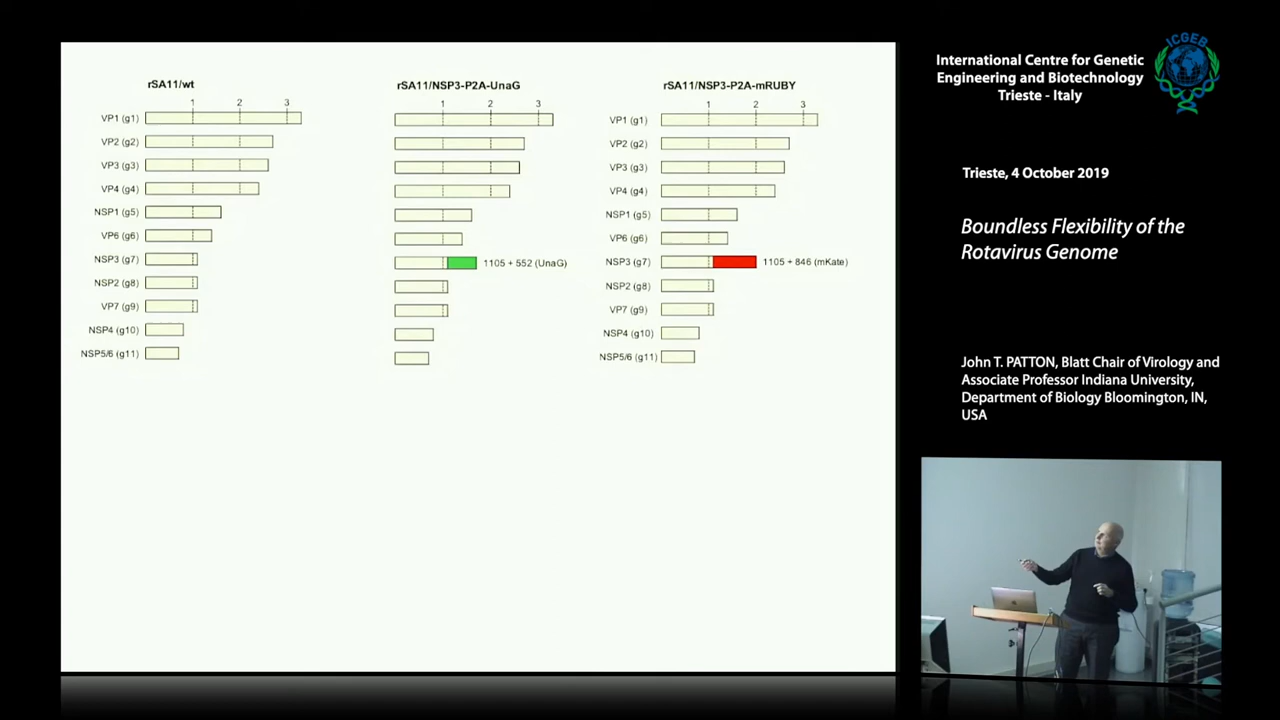 rSA11/wt
1 2 3
VP1 (g1)
VP2 (g2)
VP3 (g3)
VP4 (g4)
NSP1 (g5)
VP6 (g6)
NSP3 (g7)
NSP2 (g8)
VP7 (g9)
NSP4 (g10)
NSP5/6 (g11)
rSA11/NSP3-P2A-UnaG
1 2 3
1105 + 552 (UnaG)
rSA11/NSP3-P2A-mRUBY
1 2 3
VP1 (g1)
VP2 (g2)
VP3 (g3)
VP4 (g4)
NSP1 (g5)
VP6 (g6)
NSP3 (g7) 1105 + 846 (mKate)
NSP2 (g8)
VP7 (g9)
NSP4 (g10)
NSP5/6 (g11)
International Centre for Genetic
Engineering and Biotechnology
Trieste - Italy
ICGEB
Trieste, 4 October 2019
Boundless Flexibility of the
Rotavirus Genome
John T. PATTON, Blatt Chair of Virology and
Associate Professor Indiana University,
Department of Biology Bloomington, IN,
USA